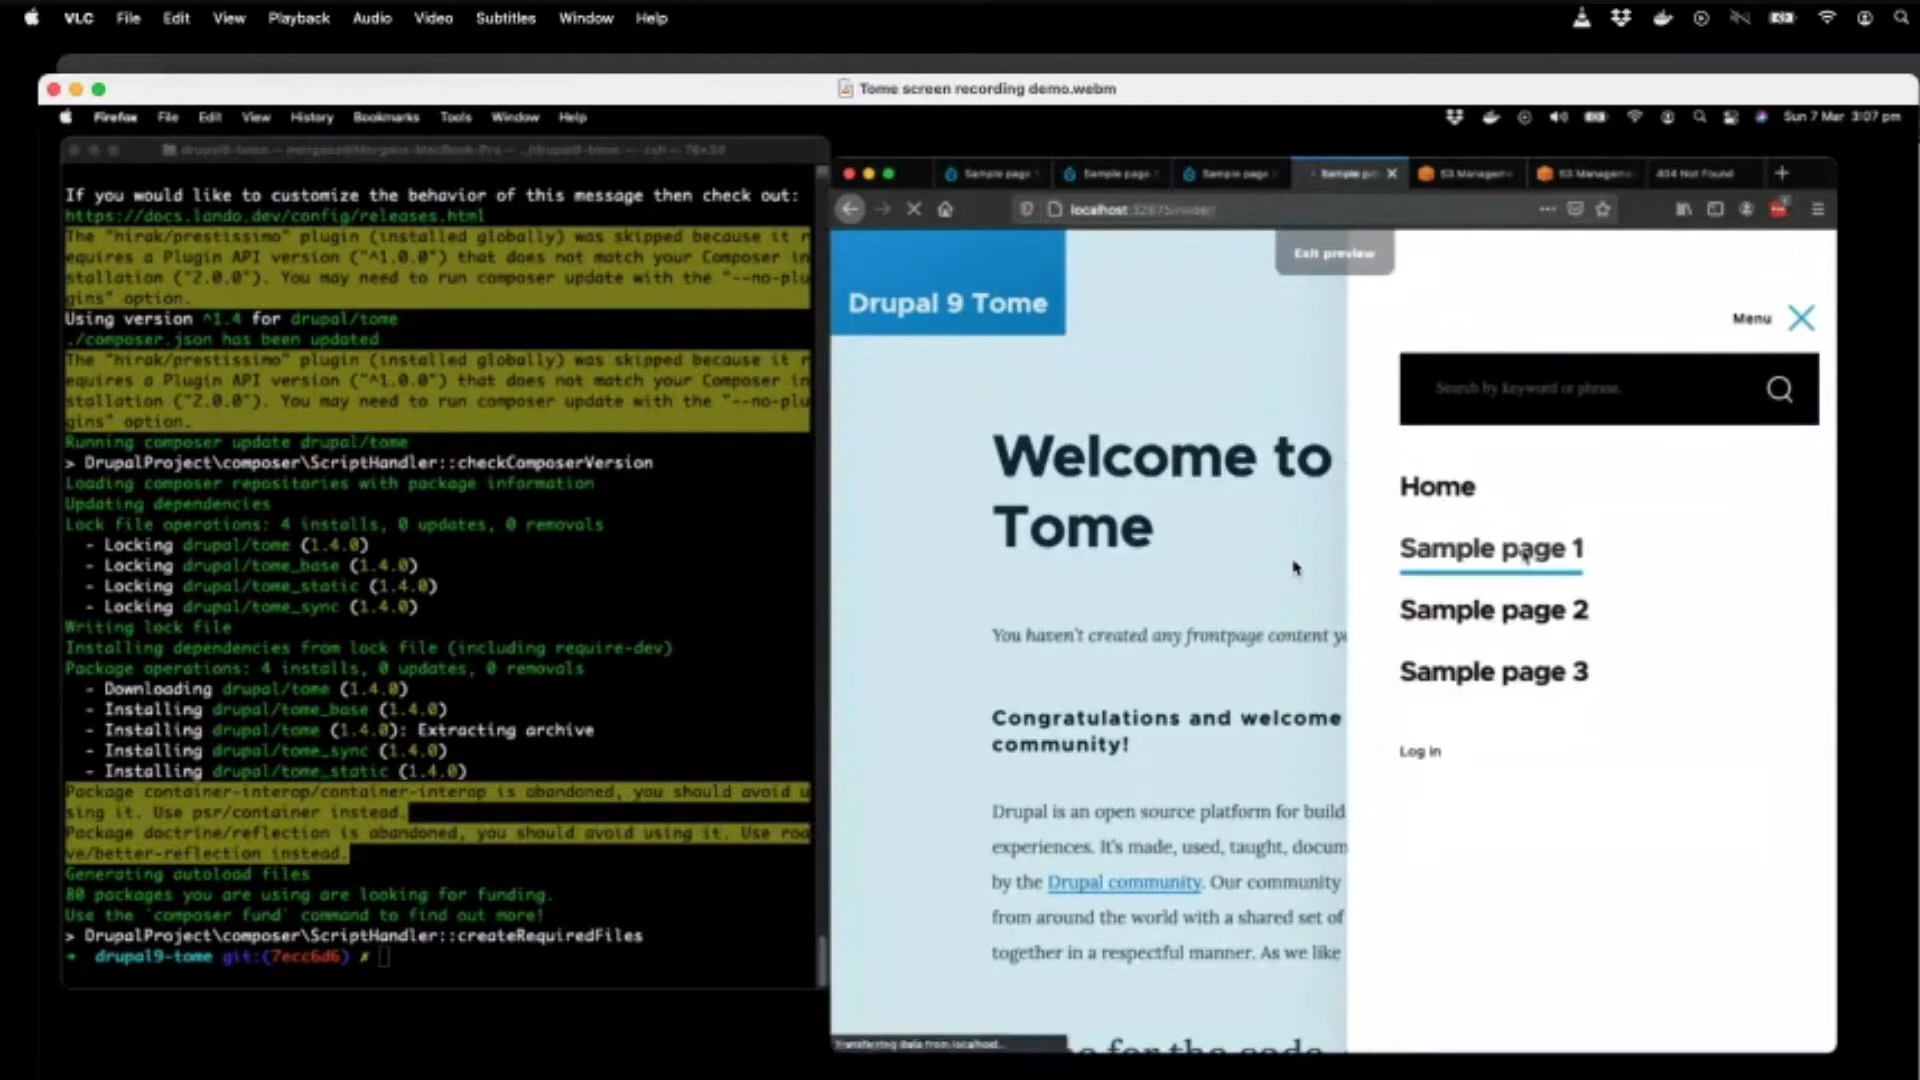 VLC File Edit View Playback Audio Video Subtitles Window Help
Tome screen recording demo.webm
Firefox File Edit View History Bookmarks Tools Window Help
Sun 7 Mar 3:07 pm
If you would like to customize the behavior of this message then check out:
https://docs.lando.dev/config/releases.html
The "hirak/prestissimo" plugin (installed globally) was skipped because it r
equires a Plugin API version ("^1.0.0") that does not match your Composer in
stallation ("2.0.0"). You may need to run composer update with the "--no-plu
gins" option.
Using version ^1.4 for drupal/tome
./composer.json has been updated
The "hirak/prestissimo" plugin (installed globally) was skipped because it r
equires a Plugin API version ("^1.0.0") that does not match your Composer in
stallation ("2.0.0"). You may need to run composer update with the "--no-plu
gins" option.
Running composer update drupal/tome
> DrupalProject\composer\ScriptHandler::checkComposerVersion
Loading composer repositories with package information
Updating dependencies
Lock file operations: 4 installs, 0 updates, 0 removals
- Locking drupal/tome (1.4.0)
- Locking drupal/tome_base (1.4.0)
- Locking drupal/tome_static (1.4.0)
- Locking drupal/tome_sync (1.4.0)
Writing lock file
Installing dependencies from lock file (including require-dev)
Package operations: 4 installs, 0 updates, 0 removals
- Downloading drupal/tome (1.4.0)
- Installing drupal/tome_base (1.4.0)
- Installing drupal/tome (1.4.0): Extracting archive
- Installing drupal/tome_sync (1.4.0)
- Installing drupal/tome_static (1.4.0)
Package container-interop/container-interop is abandoned, you should avoid u
sing it. Use psr/container instead.
Package doctrine/reflection is abandoned, you should avoid using it. Use roa
ve/better-reflection instead.
Generating autoload files
80 packages you are using are looking for funding.
Use the `composer fund` command to find out more!
> DrupalProject\composer\ScriptHandler::createRequiredFiles
drupal9-tome git:(7ecc6d6) ✗
Sample page Sample page Sample page Sample pa S3 Managem S3 Managem 404 Not Found
localhost
Exit preview
Drupal 9 Tome
Menu
Search by keyword or phrase.
Home
Sample page 1
Sample page 2
Sample page 3
Log in
Welcome to
Tome
You haven't created any frontpage content ye
Congratulations and welcome
community!
Drupal is an open source platform for build
experiences. It's made, used, taught, docum
by the Drupal community. Our community
from around the world with a shared set of
together in a respectful manner. As we like
e for the code
Transferring data from localhost...